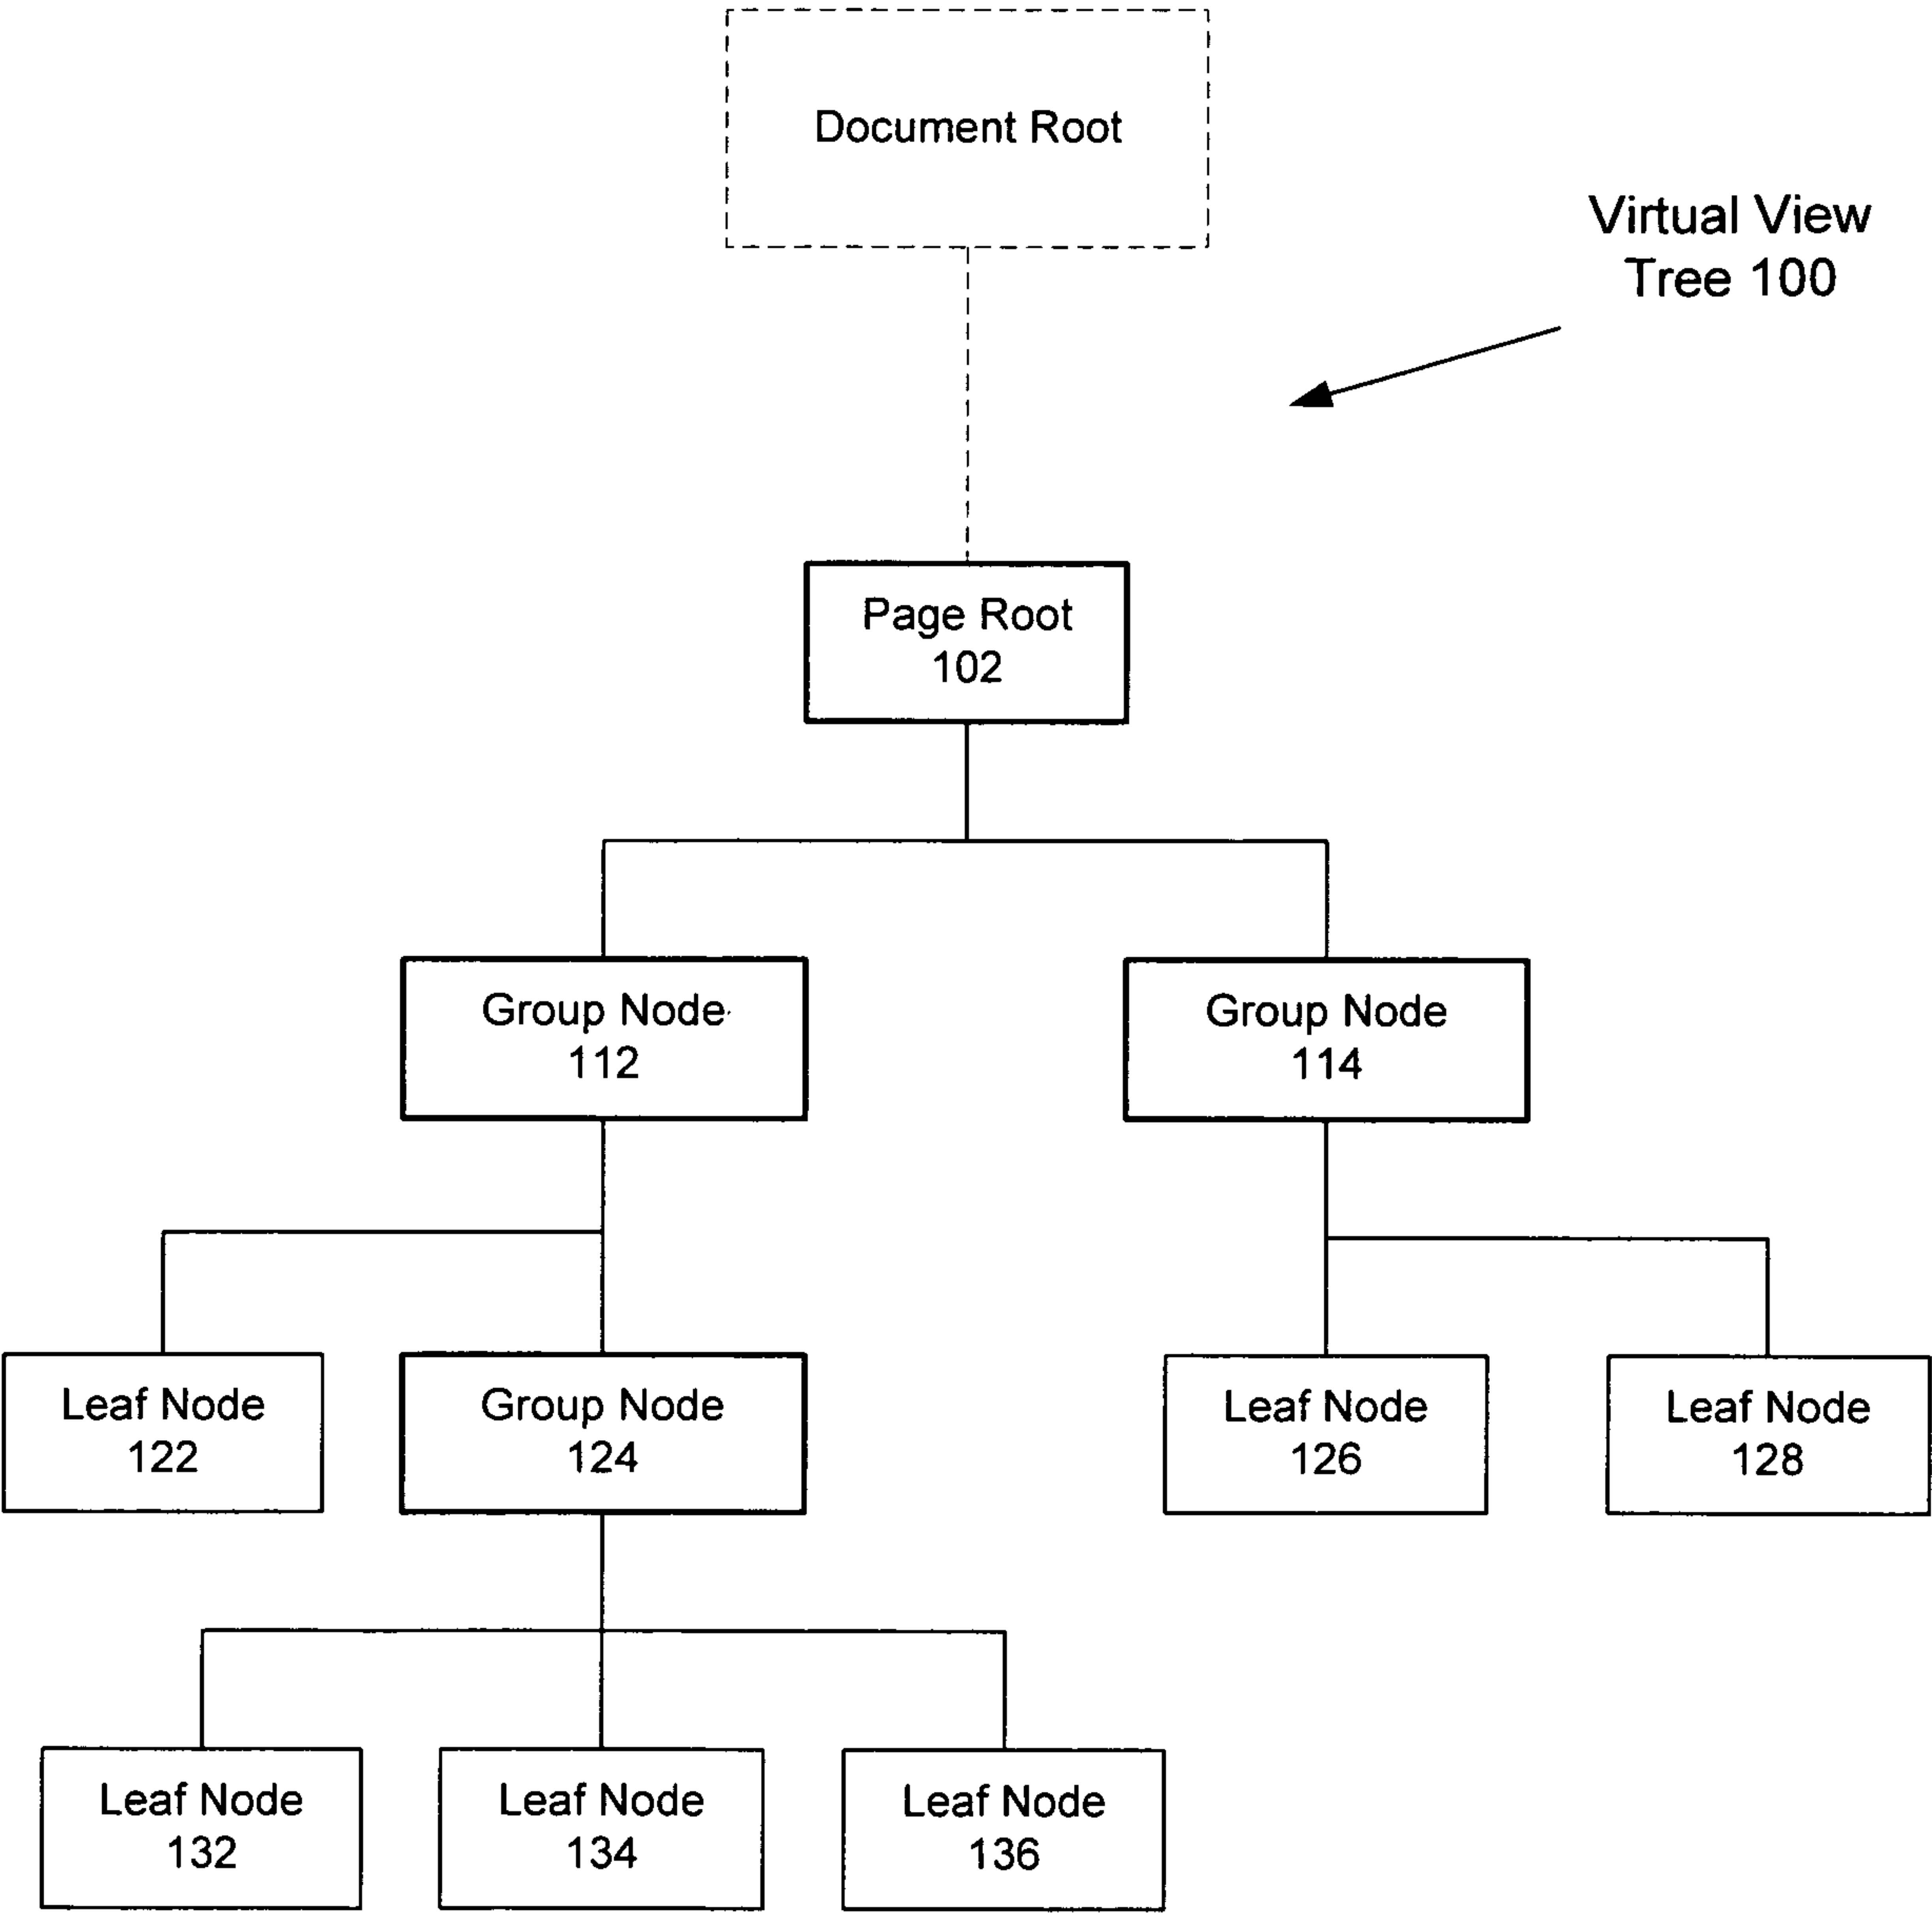 Document Root
Virtual View
Tree 100
Page Root
102
Group Node
112
Group Node
114
Leaf Node
122
Group Node
124
Leaf Node
126
Leaf Node
128
Leaf Node
132
Leaf Node
134
Leaf Node
136